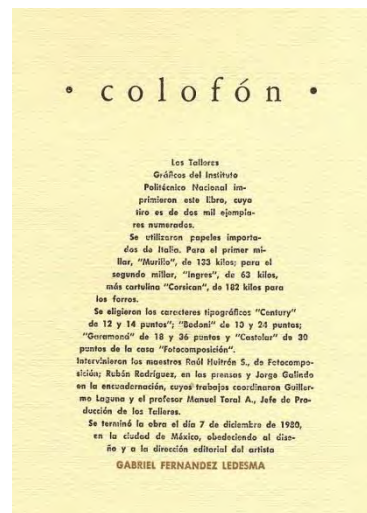 • colofón •
Los Talleres
Gráficos del Instituto
Politécnico Nacional im-
primieron este libro, cuyo
tiro es de dos mil ejempla-
res numerados.
Se utilizaron papeles importa-
dos de Italia. Para el primer mi-
llar, "Murillo", de 133 kilos; para el
segundo millar, "Ingres", de 63 kilos,
más cartulina "Corsican", de 182 kilos para
los forros.
Se eligieron los caracteres tipográficos "Century"
de 12 y 14 puntos"; "Bodoni" de 10 y 24 puntos;
"Garamond" de 18 y 36 puntos y "Castolar" de 30
puntos de la casa "Fotocomposición".
Intervinieron los maestros Raúl Huitrón S., de Fotocompo-
sición; Rubén Rodríguez, en las prensas y Jorge Galindo
en la encuadernación, cuyos trabajos coordinaron Guiller-
mo Laguna y el profesor Manuel Toral A., Jefe de Pro-
ducción de los Talleres.
Se terminó la obra el día 7 de diciembre de 1980,
en la ciudad de México, obedeciendo al dise-
ño y a la dirección editorial del artista
GABRIEL FERNANDEZ LEDESMA